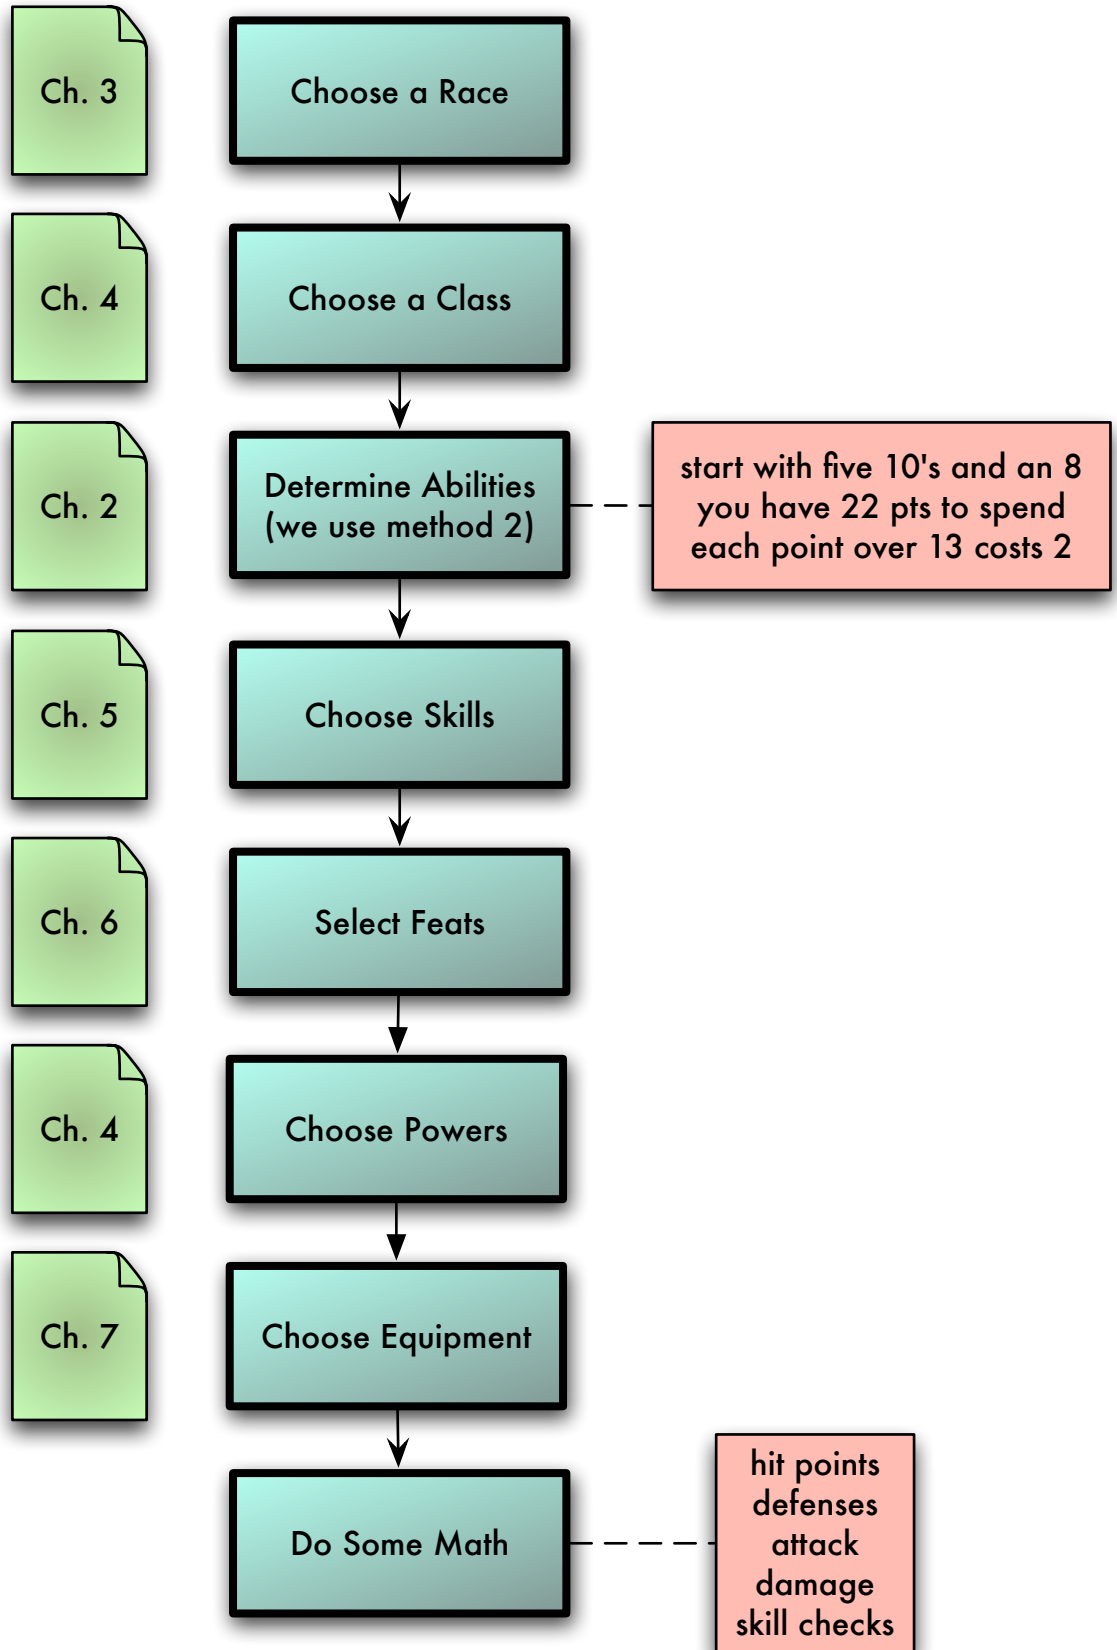 Ch. 3
Choose a Race
Ch. 4
Choose a Class
Ch. 2
Determine Abilities
(we use method 2)
start with five 10's and an 8
you have 22 pts to spend
each point over 13 costs 2
Ch. 5
Choose Skills
Ch. 6
Select Feats
Ch. 4
Choose Powers
Ch. 7
Choose Equipment
Do Some Math
hit points
defenses
attack
damage
skill checks